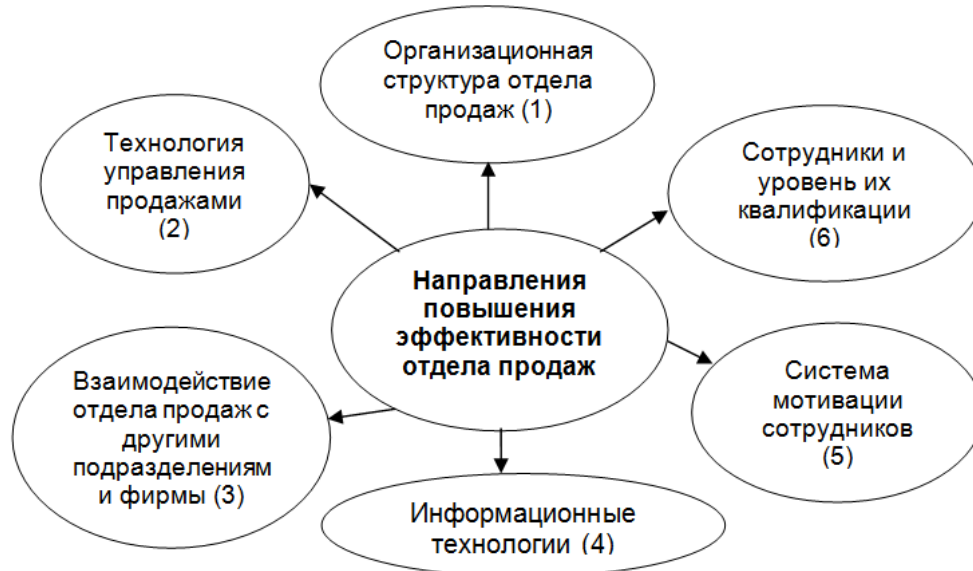 Организационная
структура отдела
продаж (1)
Технология
управления
продажами
(2)
Сотрудники и
уровень их
квалификации
(6)
Направления
повышения
эффективности
отдела продаж
Взаимодействие
отдела продаж с
другими
подразделениям
и фирмы (3)
Система
мотивации
сотрудников
(5)
Информационные
технологии (4)